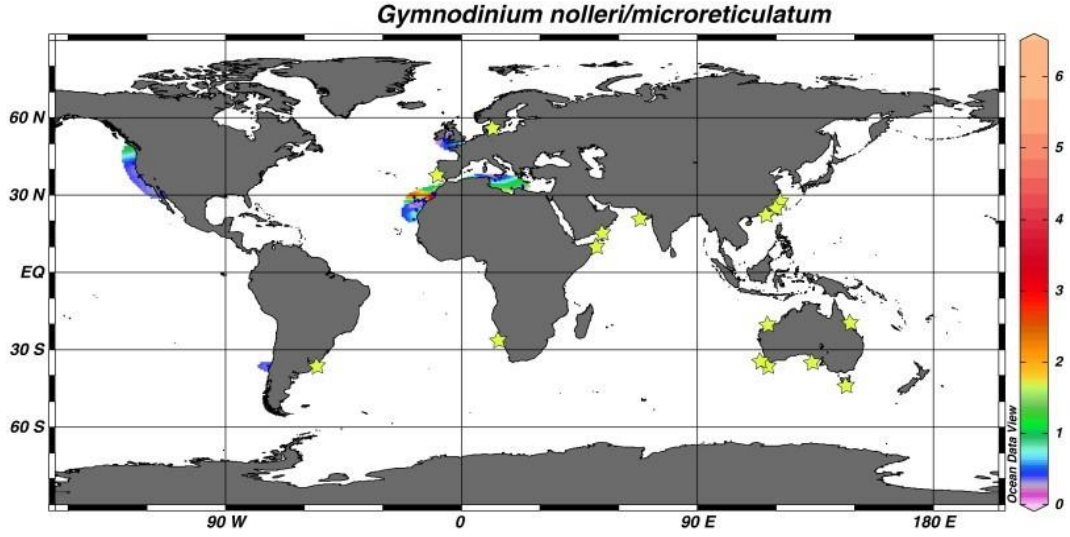 Gymnodinium nolleri/microreticulatum
6
5
4
3
2
1
0
60 N
30 N
EQ
30 S
60 S
90 W
0
90 E
180 E
Ocean Data View